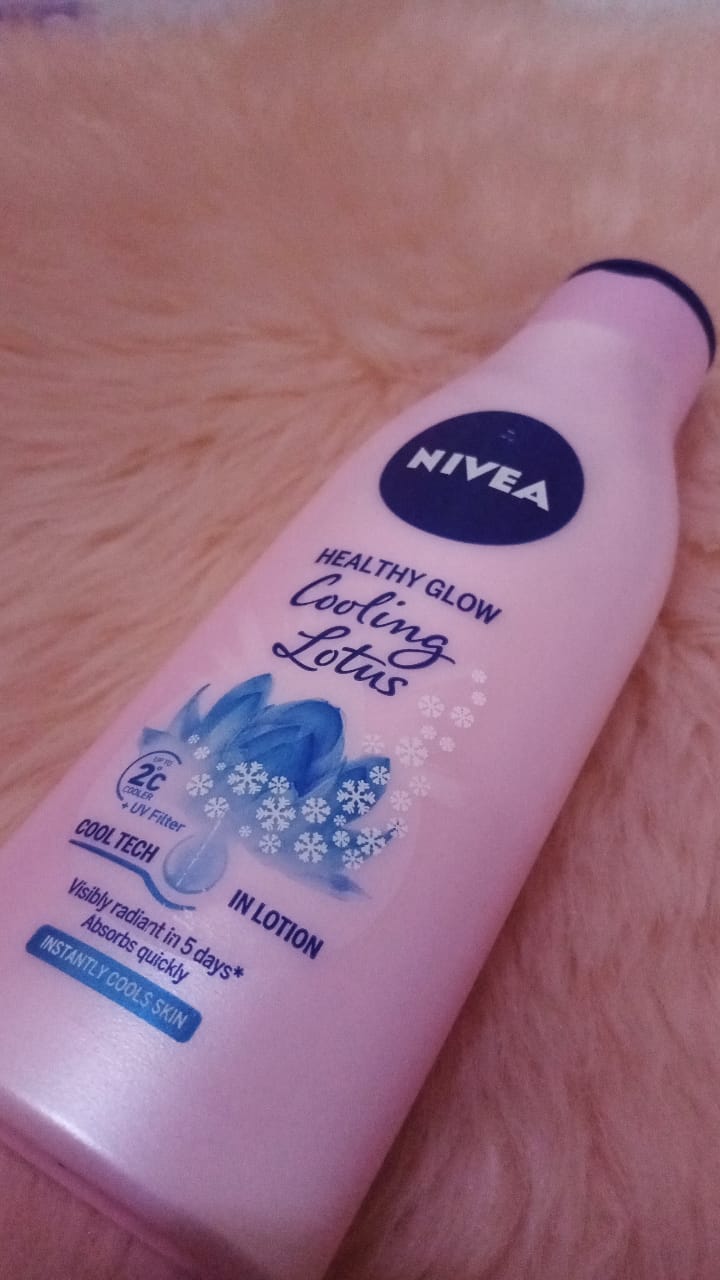 NIVEA
HEALTHY GLOW
Cooling
Lotus
UP TO
2°C
COOLER
+ UV Filter
COOL TECH
IN LOTION
Visibly radiant in 5 days*
Absorbs quickly
INSTANTLY COOLS SKIN